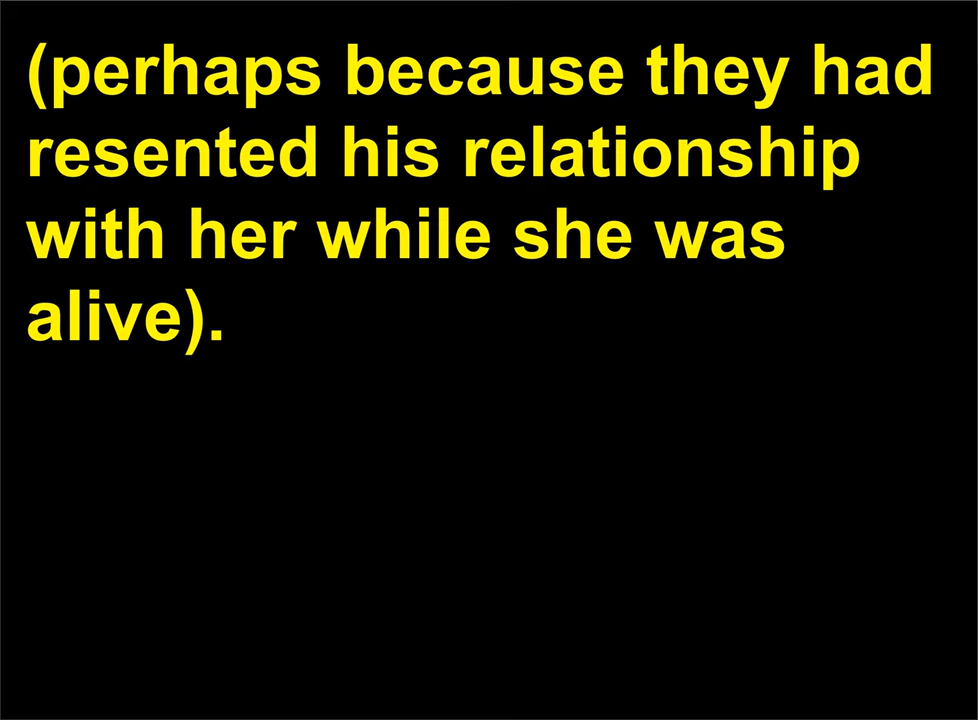 (perhaps because they had
resented his relationship
with her while she was
alive).